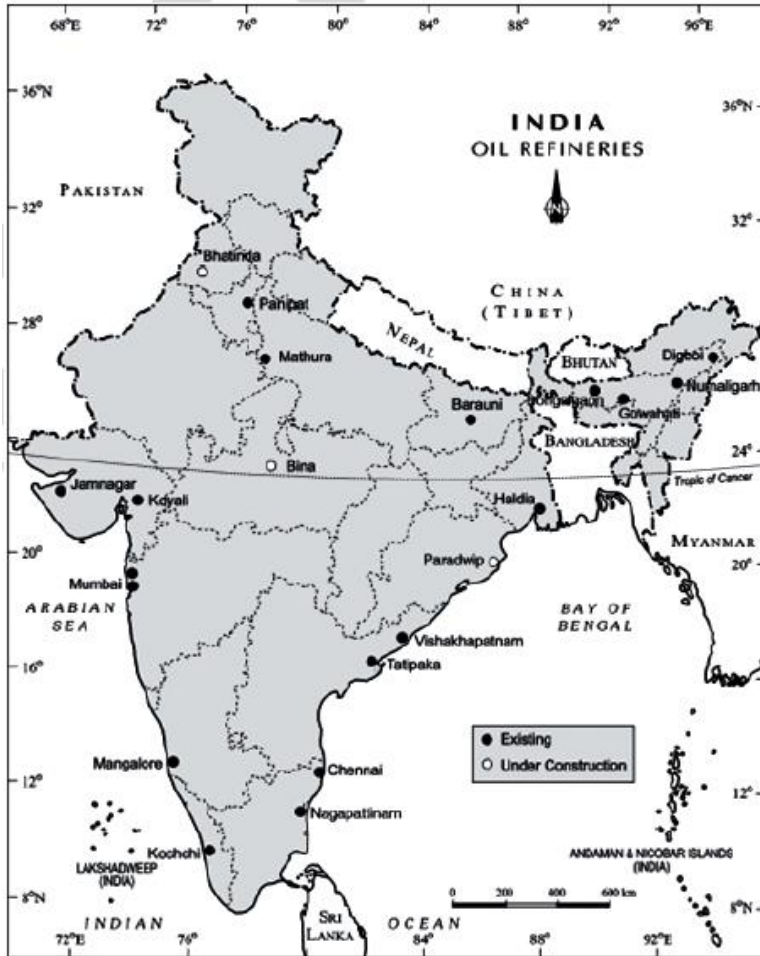 68°E 72°E 76°E 80°E 84°E 88°E 92°E 96°E
36°N
36°N
INDIA
OIL REFINERIES
N
PAKISTAN
32°N
32°N
Bhatinda
CHINA
(TIBET)
Panipat
28°N
28°N
NEPAL
Mathura
BHUTAN
Digboi
Numaligarh
Barauni
Gowahati
BANGLADESH
24°N
24°N
Bina
Tropic of Cancer
Jamnagar
Koyali
Haldia
MYANMAR
20°N
20°N
Paradwip
Mumbai
ARABIAN
SEA
BAY OF
BENGAL
Vishakhapatnam
16°N
Tatipaka
Existing
Under Construction
Mangalore
Chennai
12°N
12°N
Nagapattinam
Kochchi
LAKSHADWEEP
(INDIA)
ANDAMAN & NICOBAR ISLANDS
(INDIA)
0 200 400 600 km
8°N
8°N
INDIAN
SRI
LANKA
OCEAN
72°E 76°E 84°E 88°E 92°E